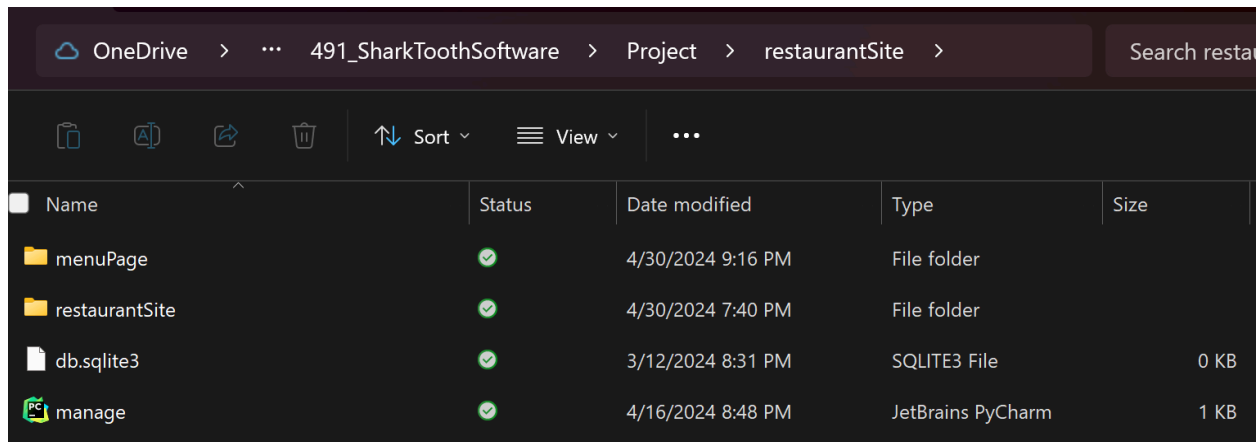 OneDrive > ··· 491_SharkToothSoftware > Project > restaurantSite > Search restau
Sort View ···
Name Status Date modified Type Size
menuPage 4/30/2024 9:16 PM File folder
restaurantSite 4/30/2024 7:40 PM File folder
db.sqlite3 3/12/2024 8:31 PM SQLITE3 File 0 KB
PC manage 4/16/2024 8:48 PM JetBrains PyCharm 1 KB